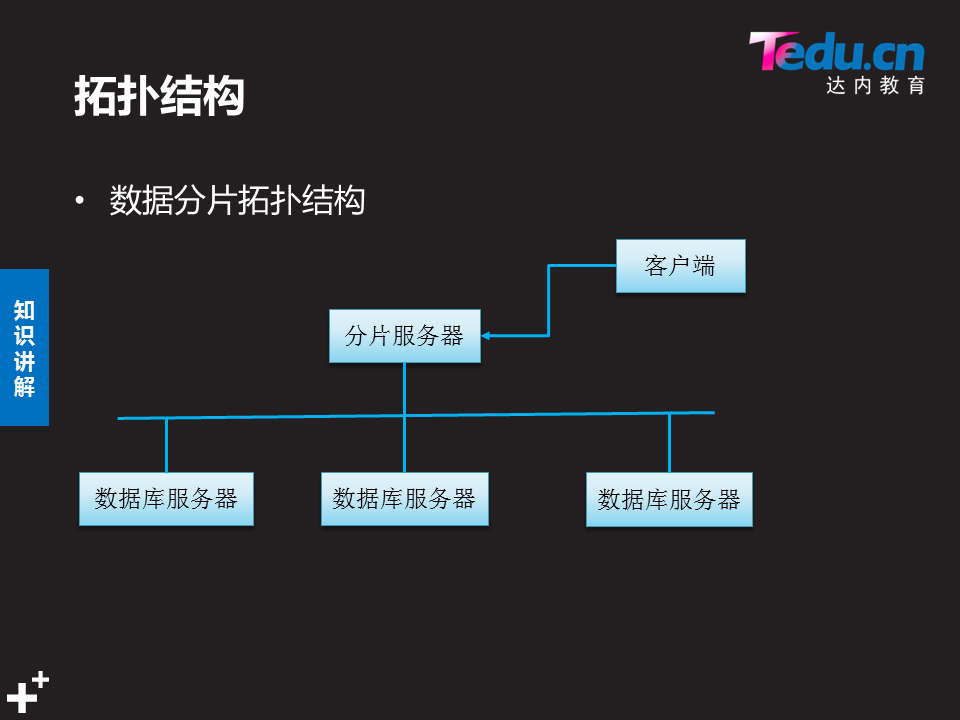 Tedu.cn
达内教育
拓扑结构
• 数据分片拓扑结构
客户端
分片服务器
知
识
讲
解
数据库服务器
数据库服务器
数据库服务器